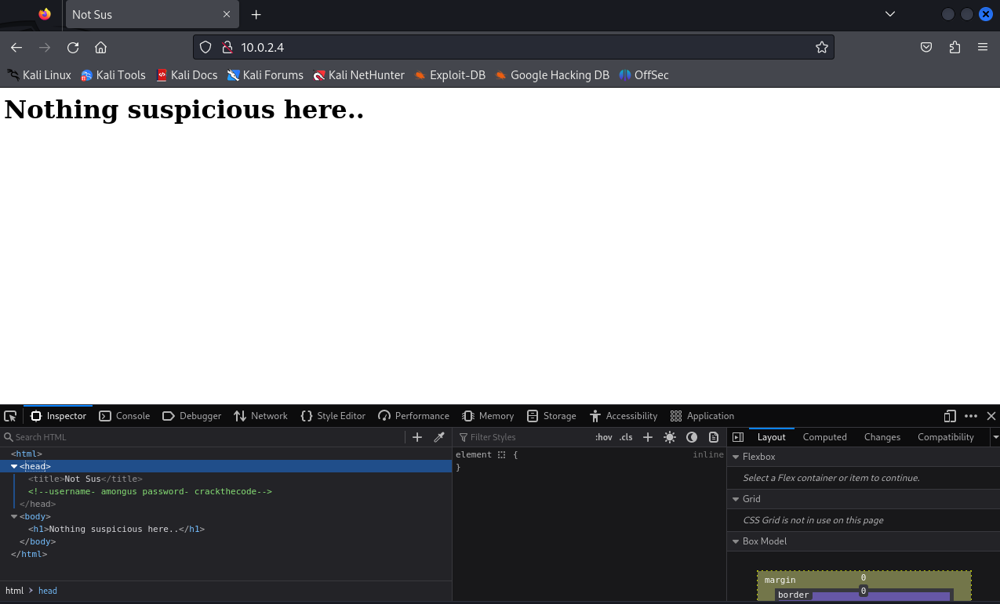 Not Sus
10.0.2.4
Kali Linux Kali Tools Kali Docs Kali Forums Kali NetHunter Exploit-DB Google Hacking DB OffSec
Nothing suspicious here..
Inspector Console Debugger Network Style Editor Performance Memory Storage Accessibility Application
Search HTML
Filter Styles :hov .cls
Layout Computed Changes Compatibility
<html>
<head>
<title>Not Sus</title>
<!--username- amongus password- crackthecode-->
</head>
<body>
<h1>Nothing suspicious here..</h1>
</body>
</html>
html > head
element { inline
}
Flexbox
Select a Flex container or item to continue.
Grid
CSS Grid is not in use on this page
Box Model
margin 0
border 0